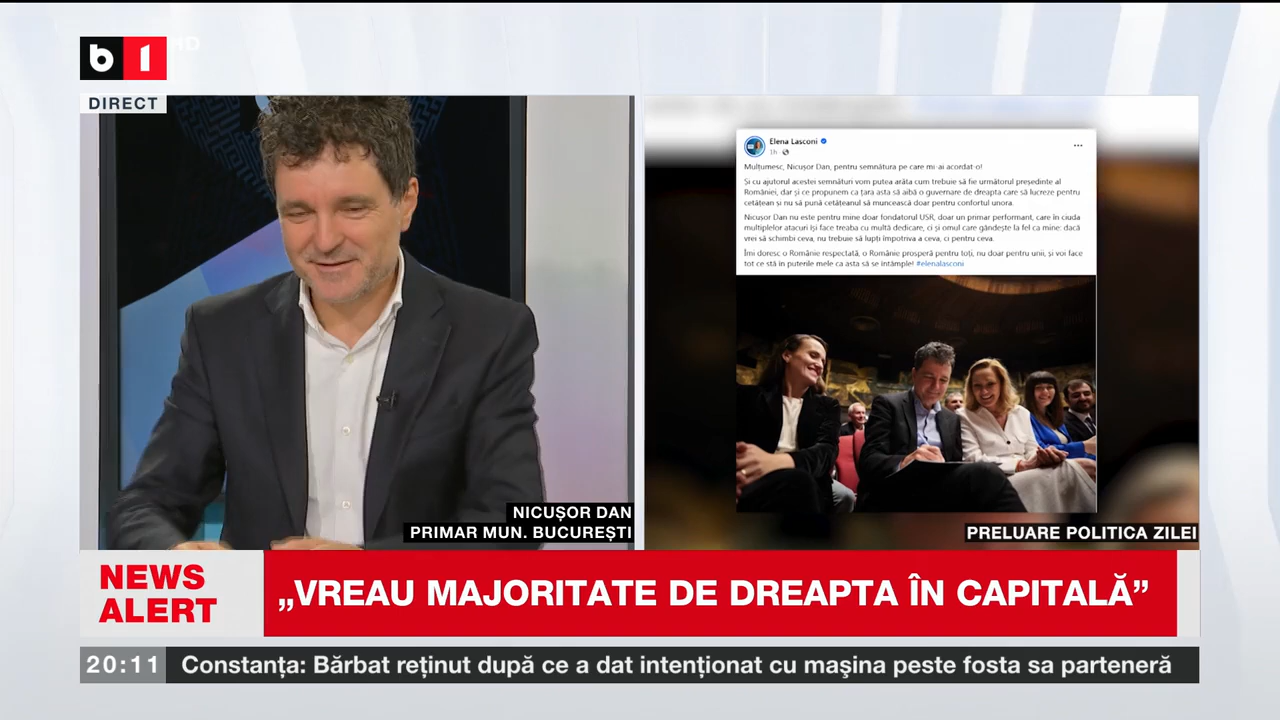 b1 HD
DIRECT
Elena Lasconi
1h
Mulțumesc, Nicușor Dan, pentru semnătura pe care mi-ai acordat-o!
Și cu ajutorul acestei semnături vom putea arăta cum trebuie să fie următorul președinte al
României, dar și ce propunem ca țara asta să aibă o guvernare de dreapta care să lucreze pentru
cetățean și nu să pună cetățeanul să muncească doar pentru confortul unora.
Nicușor Dan nu este pentru mine doar fondatorul USR, doar un primar performant, care în ciuda
multiplelor atacuri își face treaba cu multă dedicare, ci și omul care gândește la fel ca mine: dacă
vrei să schimbi ceva, nu trebuie să lupți împotriva a ceva, ci pentru ceva.
Îmi doresc o Românie respectată, o Românie prosperă pentru toți, nu doar pentru unii, și voi face
tot ce stă în puterile mele ca asta să se întâmple! #elenalasconi
NICUȘOR DAN
PRIMAR MUN. BUCUREȘTI
PRELUARE POLITICA ZILEI
NEWS
ALERT
„VREAU MAJORITATE DE DREAPTA ÎN CAPITALĂ”
20:11 Constanța: Bărbat reținut după ce a dat intenționat cu mașina peste fosta sa parteneră